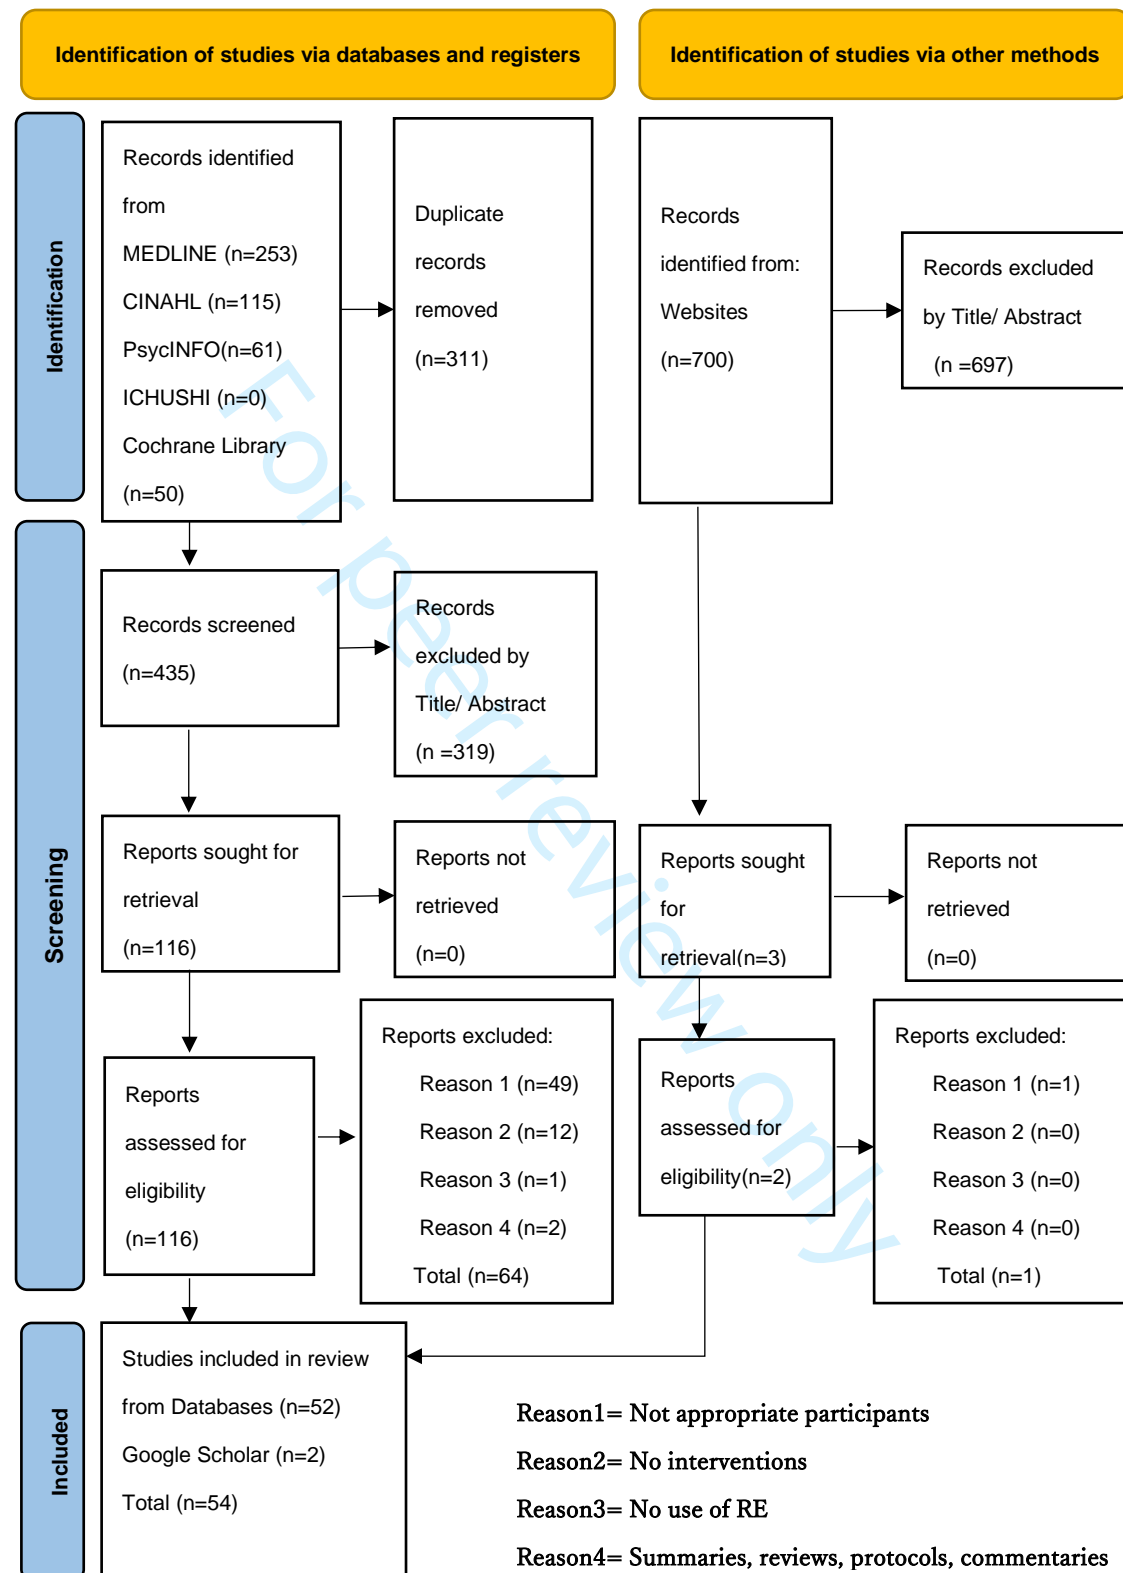 Identification of studies via databases and registers
Identification of studies via other methods
Identification
Records identified
from
MEDLINE (n=253)
CINAHL (n=115)
PsycINFO(n=61)
ICHUSHI (n=0)
Cochrane Library
(n=50)
Duplicate
records
removed
(n=311)
Records
identified from:
Websites
(n=700)
Records excluded
by Title/ Abstract
(n =697)
Screening
Records screened
(n=435)
Records
excluded by
Title/ Abstract
(n =319)
Reports sought for
retrieval
(n=116)
Reports not
retrieved
(n=0)
Reports sought
for
retrieval(n=3)
Reports not
retrieved
(n=0)
Reports
assessed for
eligibility
(n=116)
Reports excluded:
Reason 1 (n=49)
Reason 2 (n=12)
Reason 3 (n=1)
Reason 4 (n=2)
Total (n=64)
Reports
assessed for
eligibility(n=2)
Reports excluded:
Reason 1 (n=1)
Reason 2 (n=0)
Reason 3 (n=0)
Reason 4 (n=0)
Total (n=1)
Included
Studies included in review
from Databases (n=52)
Google Scholar (n=2)
Total (n=54)
Reason1= Not appropriate participants
Reason2= No interventions
Reason3= No use of RE
Reason4= Summaries, reviews, protocols, commentaries
For peer review only